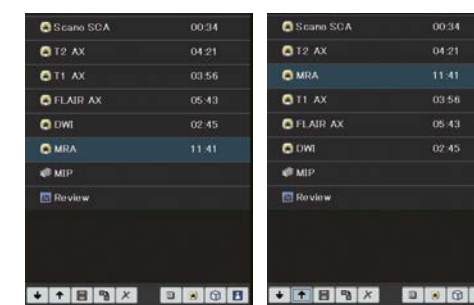 Scano SCA 00:34
T2 AX 04:21
T1 AX 03:56
FLAIR AX 05:43
DWI 02:45
MRA 11:41
MIP
Review
Scano SCA 00:34
T2 AX 04:21
MRA 11:41
T1 AX 03:56
FLAIR AX 05:43
DWI 02:45
MIP
Review